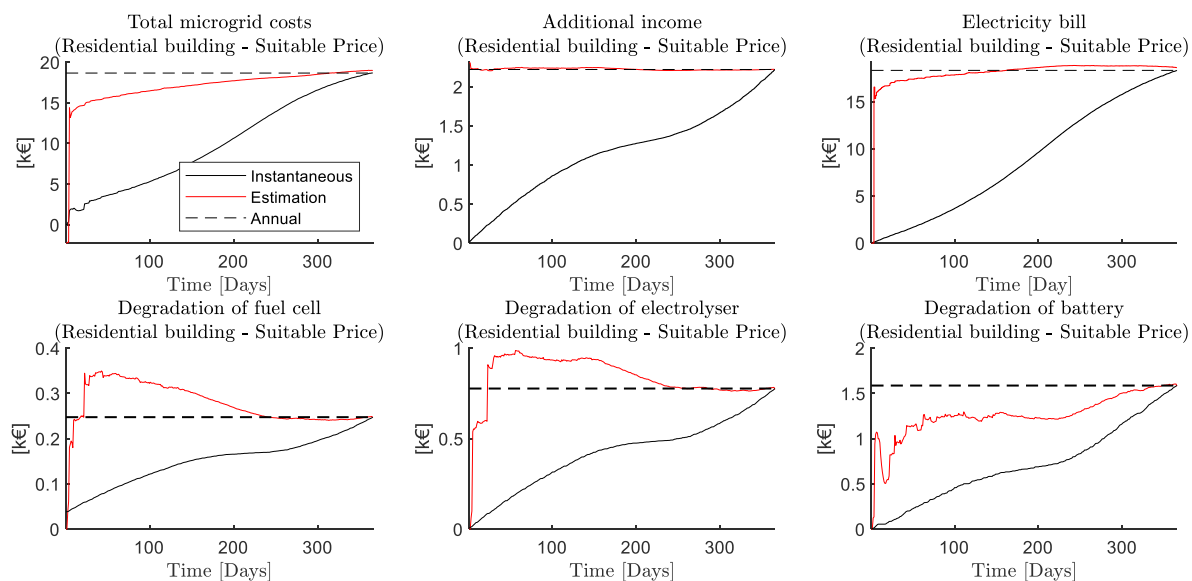 Total microgrid costs
(Residential building - Suitable Price)
20
15
10
5
0
[k€]
Instantaneous
Estimation
Annual
100
200
300
Time [Days]
Additional income
(Residential building - Suitable Price)
2
1.5
1
0.5
0
[k€]
100
200
300
Time [Days]
Electricity bill
(Residential building - Suitable Price)
15
10
5
0
[k€]
100
200
300
Time [Day]
Degradation of fuel cell
(Residential building - Suitable Price)
0.4
0.3
0.2
0.1
0
[k€]
100
200
300
Time [Days]
Degradation of electrolyser
(Residential building - Suitable Price)
1
0.5
0
[k€]
100
200
300
Time [Days]
Degradation of battery
(Residential building - Suitable Price)
2
1.5
1
0.5
0
[k€]
100
200
300
Time [Days]